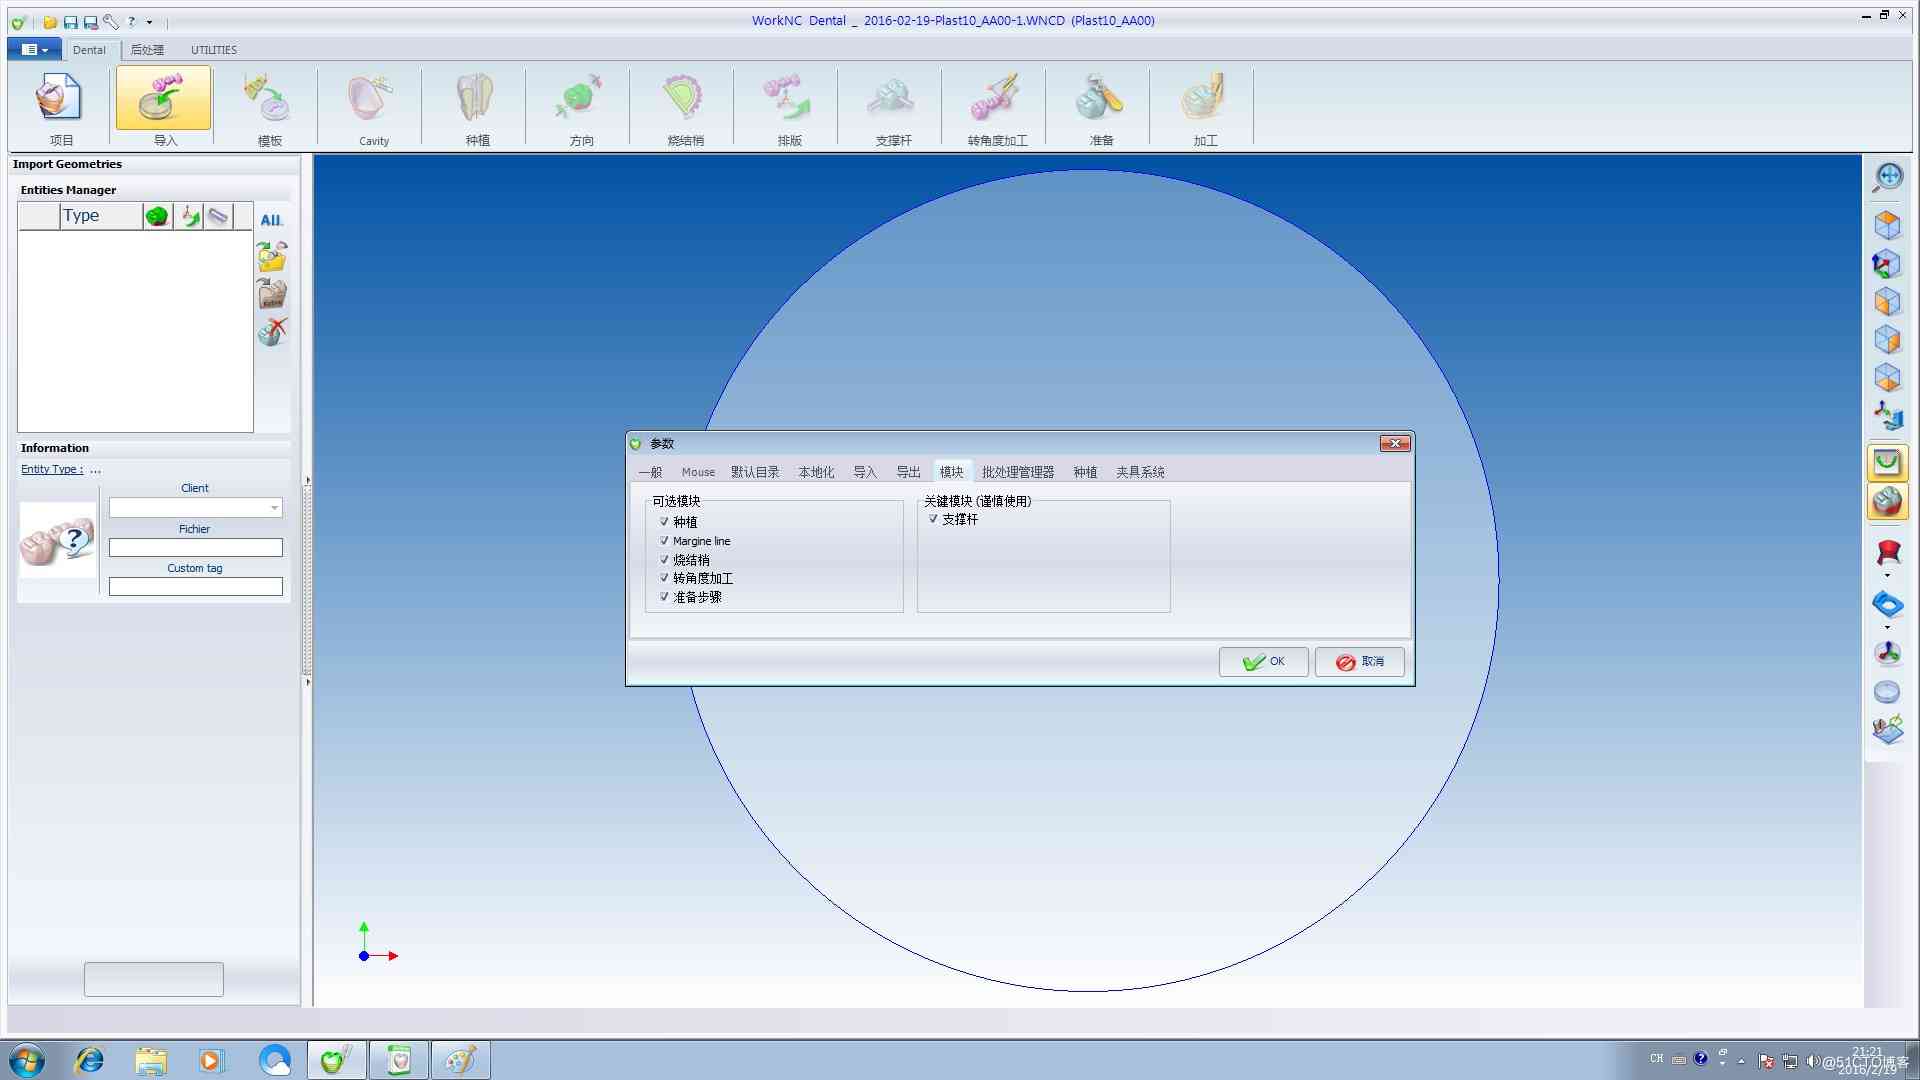 WorkNC Dental _ 2016-02-19-Plast10_AA00-1.WNCD (Plast10_AA00)
Dental 后处理 UTILITIES
项目 导入 模板 Cavity 种植 方向 烧结梢 排版 支撑杆 转角度加工 准备 加工
Import Geometries
Entities Manager
Type
All.
Information
Entity Type : ...
Client
Fichier
Custom tag
参数
一般 Mouse 默认目录 本地化 导入 导出 模块 批处理管理器 种植 夹具系统
可选模块
种植
Margine line
烧结梢
转角度加工
准备步骤
关键模块 (谨慎使用)
支撑杆
OK 取消
CH
21:21
@51CTO博客
2016/2/19